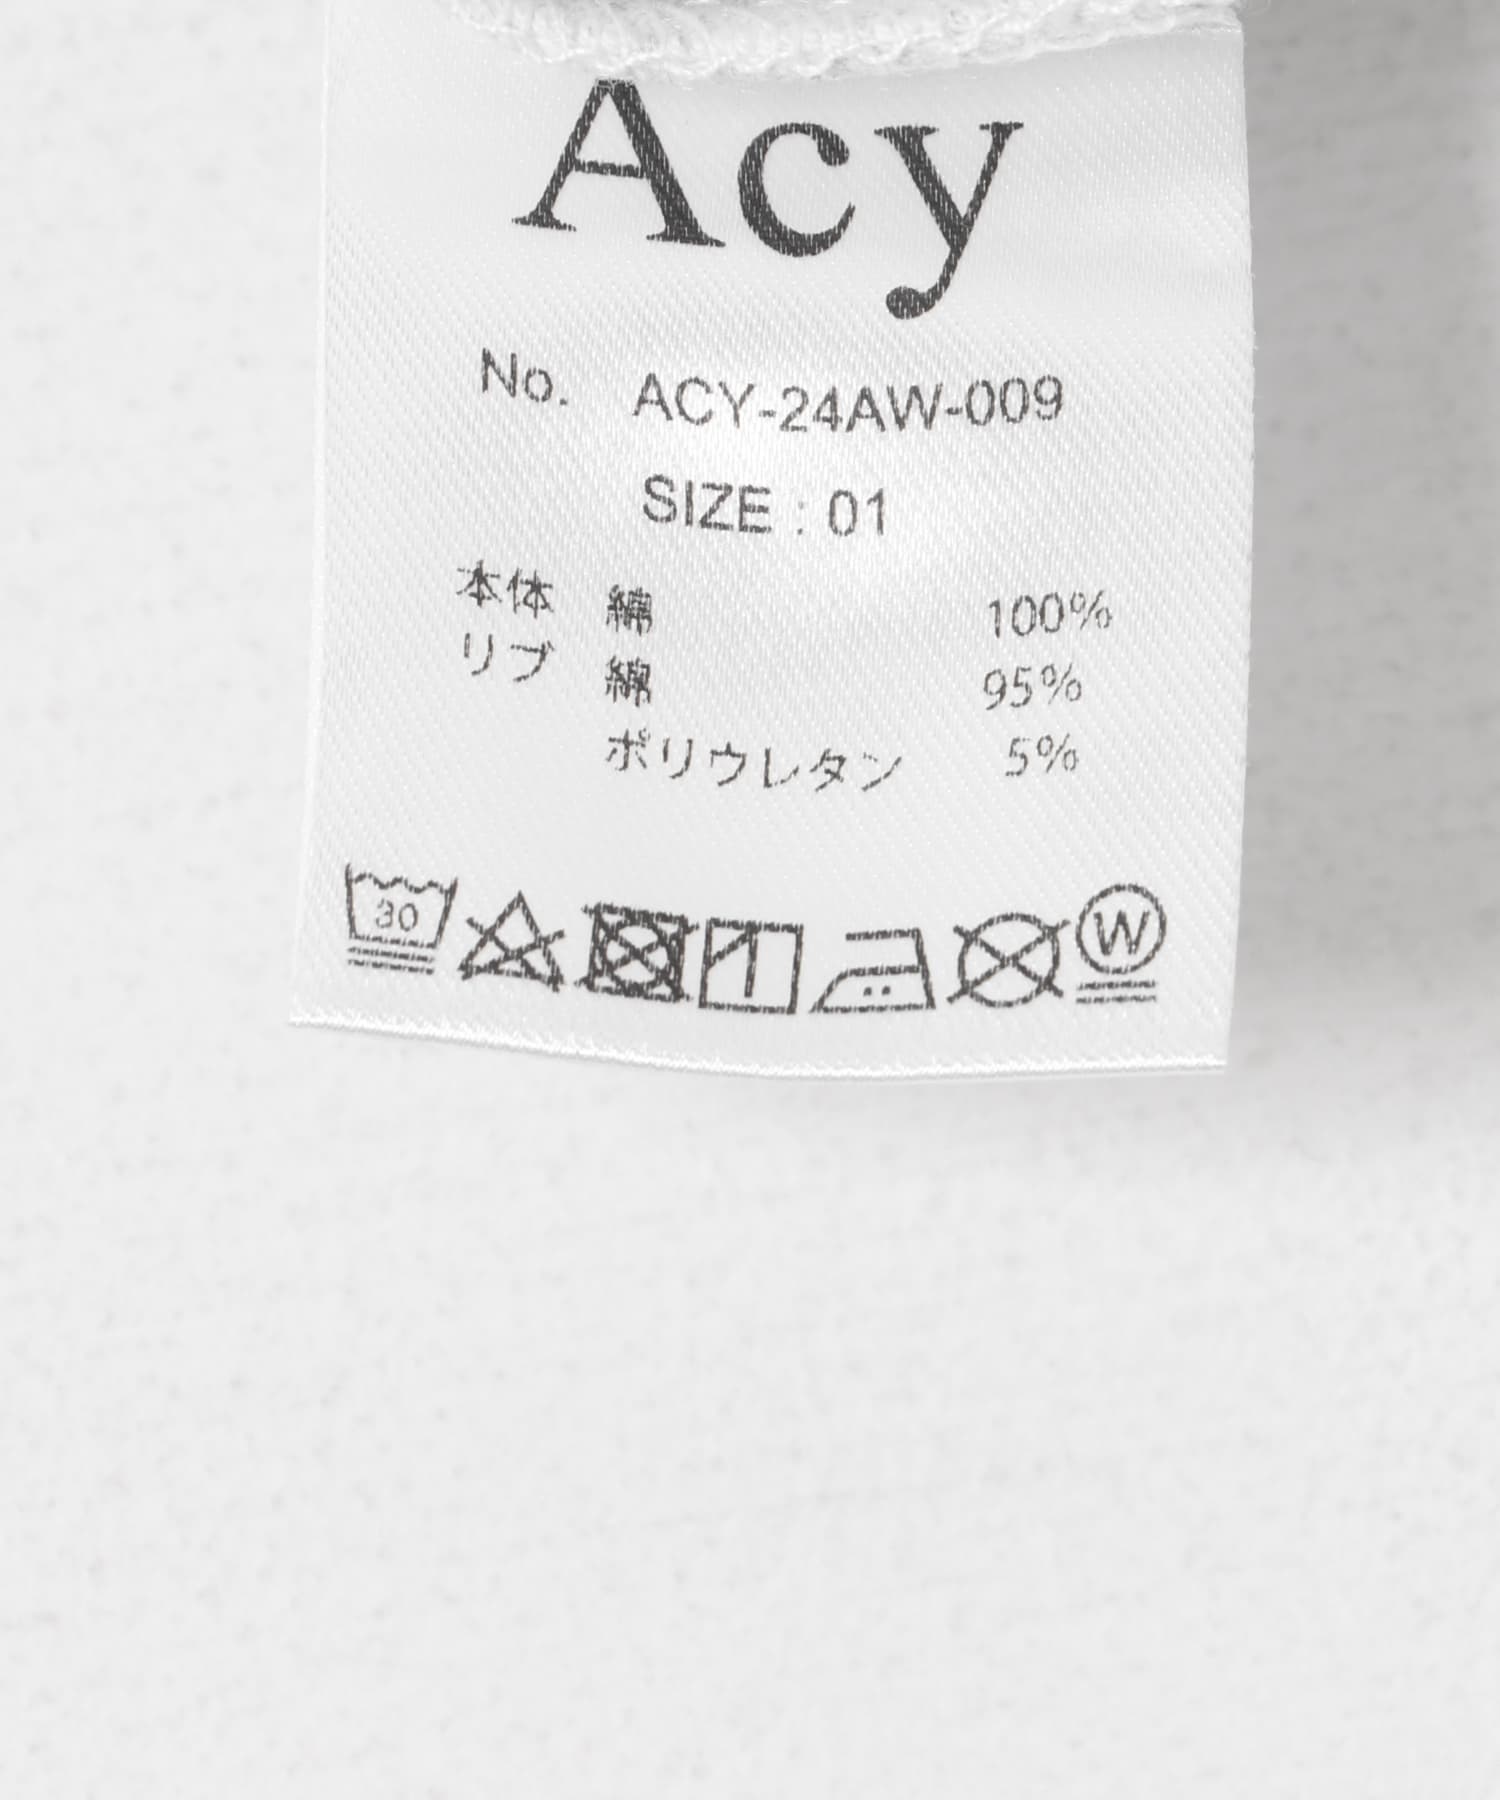 Acy
No. ACY-24AW-009
SIZE : 01
本体 綿 100%
リブ 綿 95%
ポリウレタン 5%
30
W